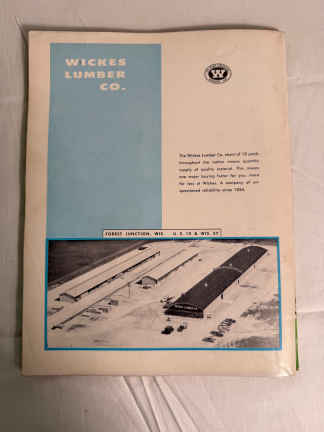 WICKES
LUMBER
CO.
W
The Wickes Lumber Co. chain of 10 yards
throughout the nation means quantity
supply of quality material. This means
one major buying factor for you...more
for less at Wickes. A company of un-
questioned reliability since 1854.
FOREST JUNCTION, WIS. U. S. 10 & WIS. 57